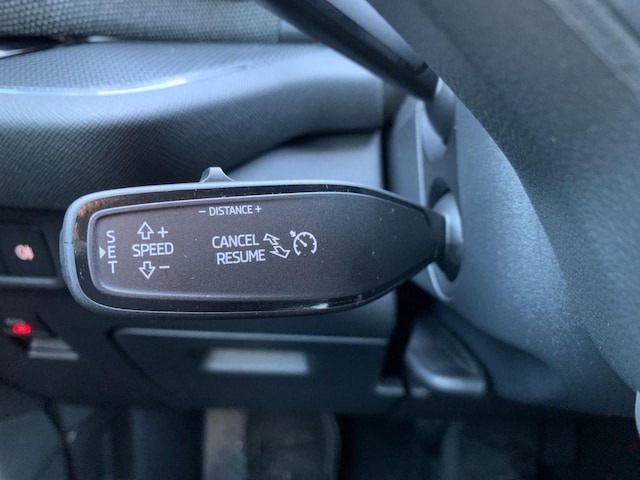 - DISTANCE +
SET
+
SPEED
-
CANCEL
RESUME